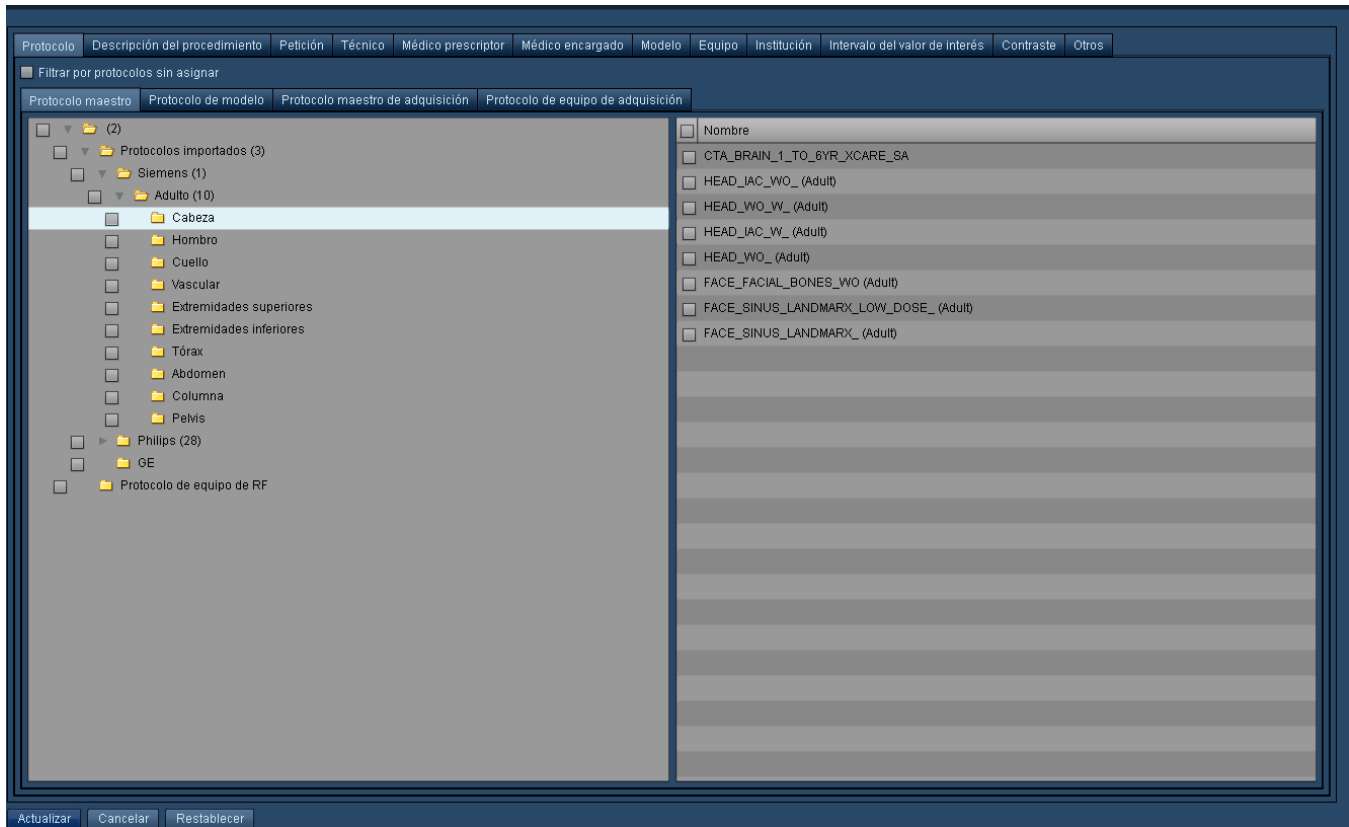 Protocolo Descripción del procedimiento Petición Técnico Médico prescriptor Médico encargado Modelo Equipo Institución Intervalo del valor de interés Contraste Otros
Filtrar por protocolos sin asignar
Protocolo maestro Protocolo de modelo Protocolo maestro de adquisición Protocolo de equipo de adquisición
(2)
Protocolos importados (3)
Siemens (1)
Adulto (10)
Cabeza
Hombro
Cuello
Vascular
Extremidades superiores
Extremidades inferiores
Tórax
Abdomen
Columna
Pelvis
Philips (28)
GE
Protocolo de equipo de RF
Nombre
CTA_BRAIN_1_TO_6YR_XCARE_SA
HEAD_IAC_WO_ (Adult)
HEAD_WO_W_ (Adult)
HEAD_IAC_W_ (Adult)
HEAD_WO_ (Adult)
FACE_FACIAL_BONES_WO (Adult)
FACE_SINUS_LANDMARX_LOW_DOSE_ (Adult)
FACE_SINUS_LANDMARX_ (Adult)
Actualizar Cancelar Restablecer